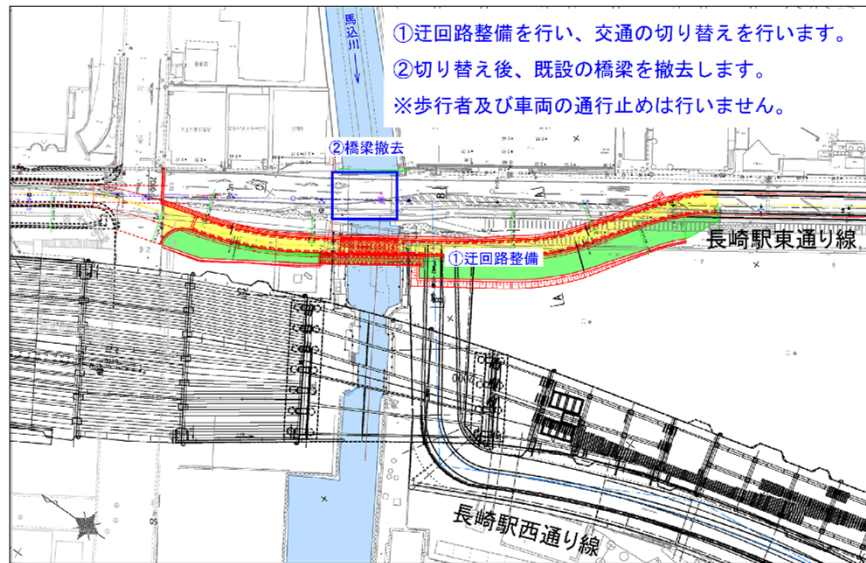 ①迂回路整備を行い、交通の切り替えを行います。
②切り替え後、既設の橋梁を撤去します。
※歩行者及び車両の通行止めは行いません。
馬込川
②橋梁撤去
長崎駅東通り線
①迂回路整備
長崎駅西通り線